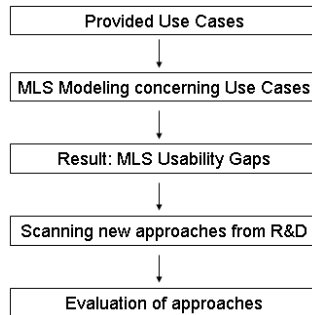 Provided Use Cases
MLS Modeling concerning Use Cases
Result: MLS Usability Gaps
Scanning new approaches from R&D
Evaluation of approaches